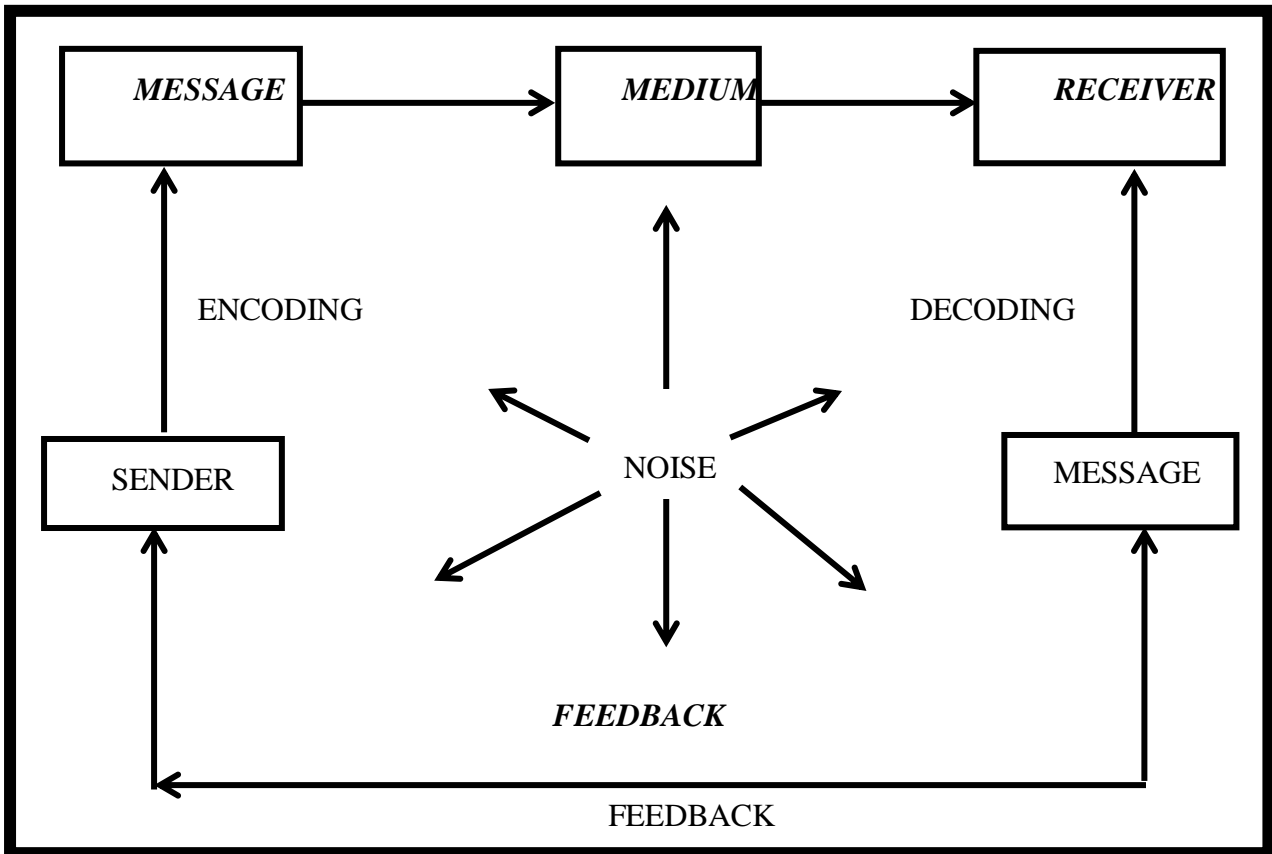 MESSAGE
MEDIUM
RECEIVER
ENCODING
DECODING
SENDER
NOISE
MESSAGE
FEEDBACK
FEEDBACK